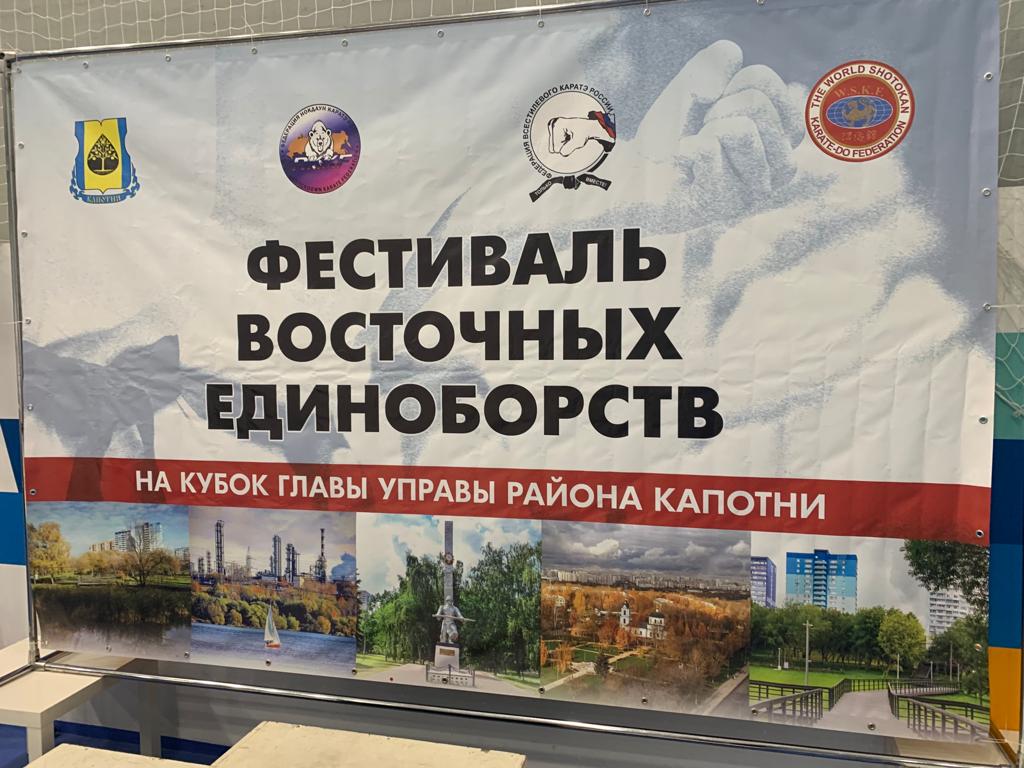 КАПОТНЯ
ФЕДЕРАЦИЯ НОКДАУН КАРАТЭ
ФЕДЕРАЦИЯ ВСЕСТИЛЕВОГО КАРАТЭ РОССИИ
ТОЛЬКО ВМЕСТЕ!
THE WORLD SHOTOKAN
W.S.K.F.
KARATE-DO FEDERATION
ФЕСТИВАЛЬ
ВОСТОЧНЫХ
ЕДИНОБОРСТВ
НА КУБОК ГЛАВЫ УПРАВЫ РАЙОНА КАПОТНИ